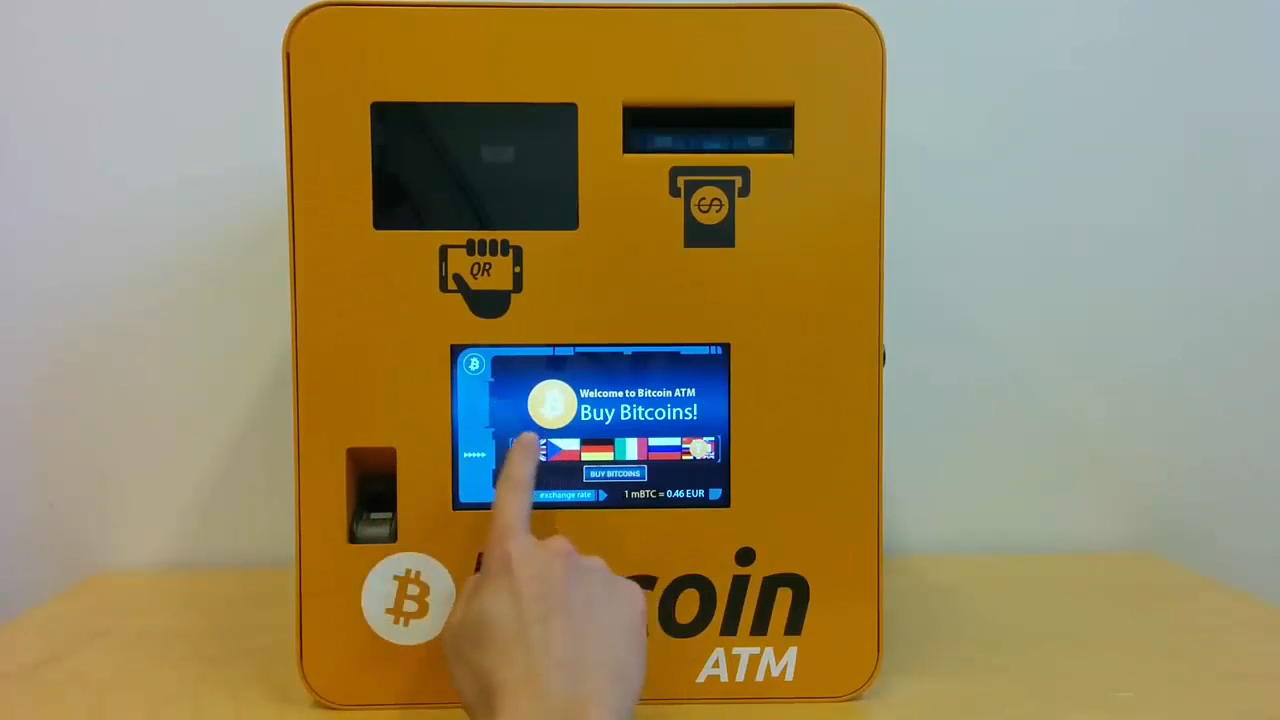 QR
Welcome to Bitcoin ATM
Buy Bitcoins!
BUY BITCOINS
exchange rate
1 mBTC = 0.46 EUR
coin
ATM